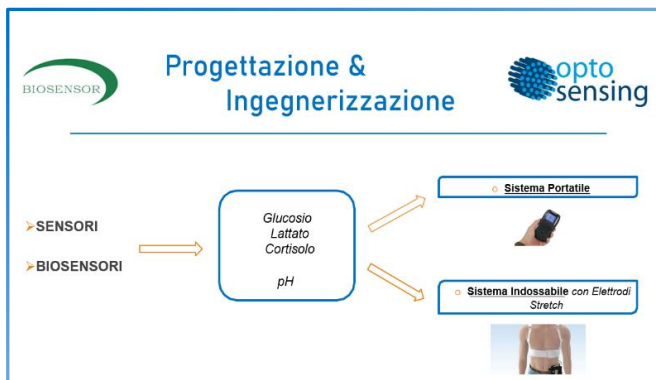 BIOSENSOR
Progettazione &
Ingegnerizzazione
opto
sensing
SENSORI
BIOSENSORI
Glucosio
Lattato
Cortisolo
pH
Sistema Portatile
Sistema Indossabile con Elettrodi
Stretch